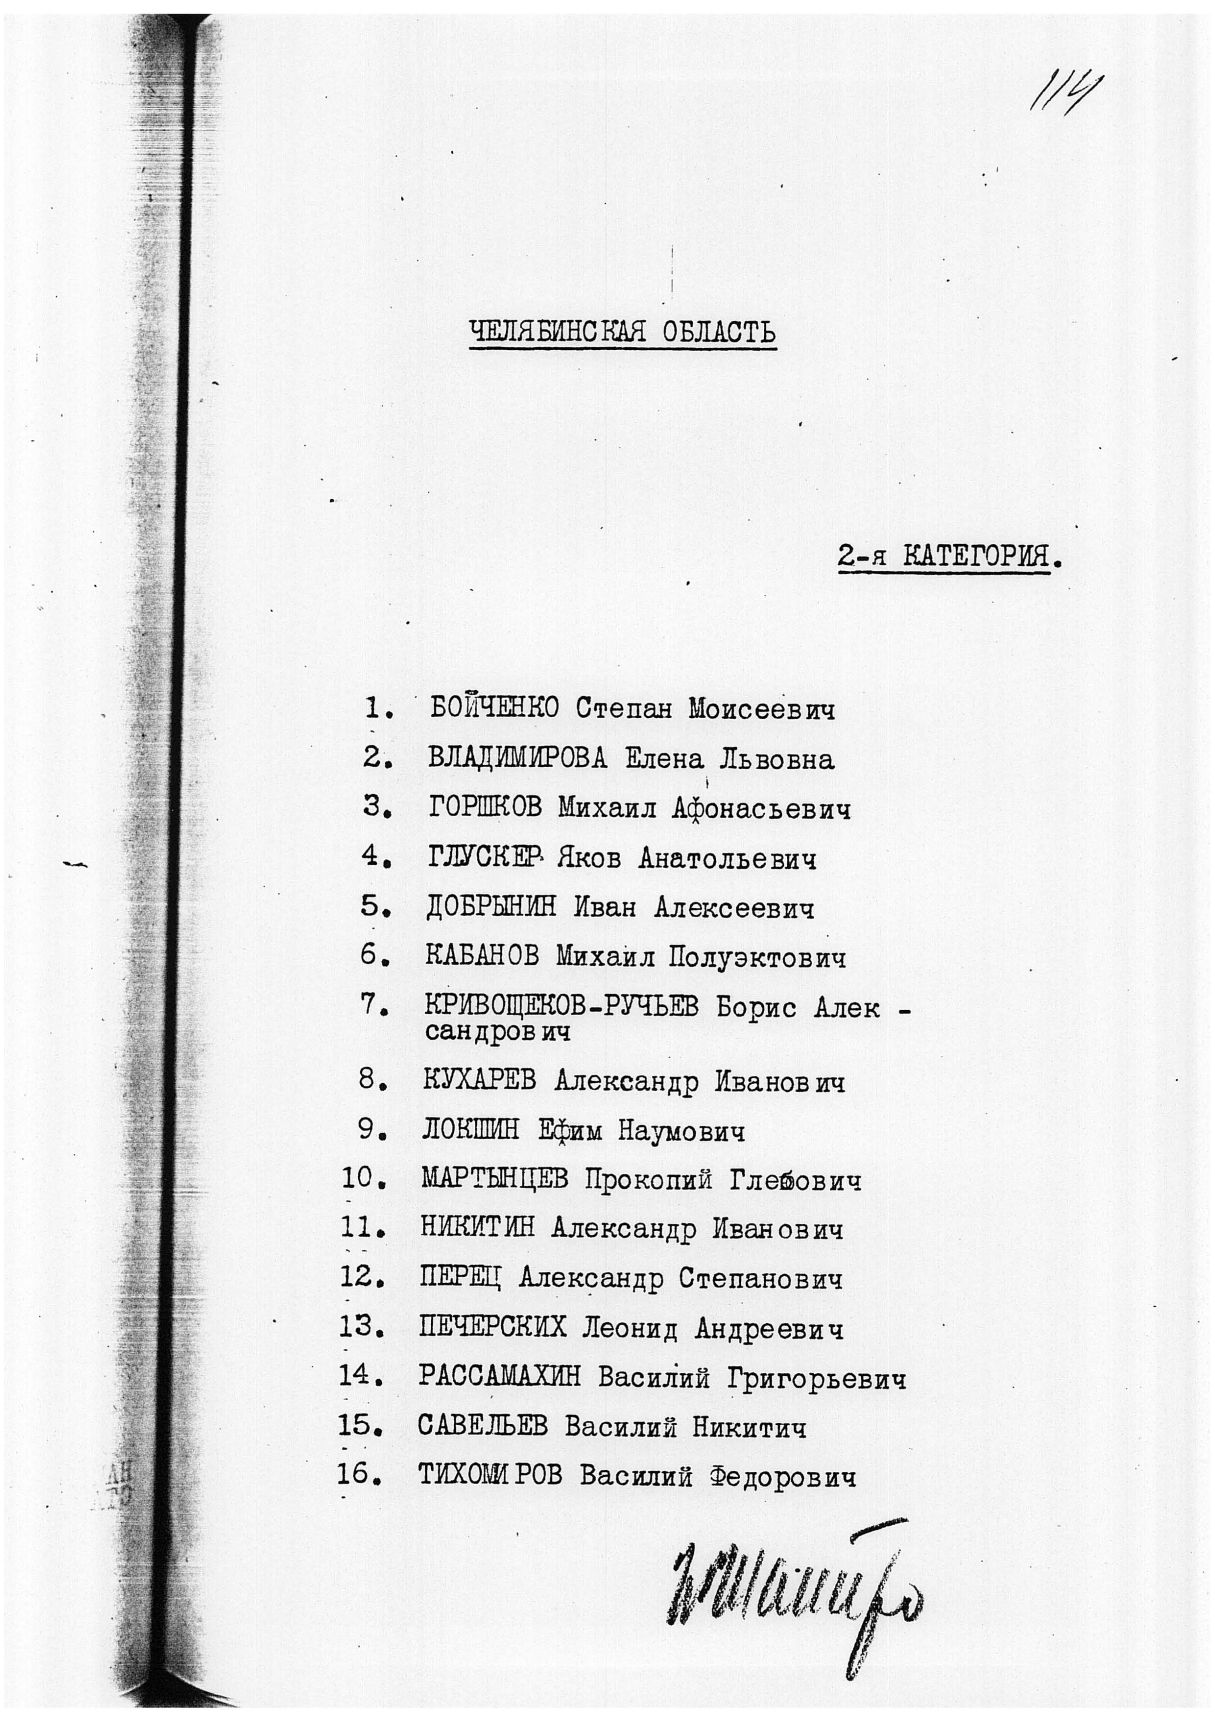 114
ЧЕЛЯБИНСКАЯ ОБЛАСТЬ
2-я КАТЕГОРИЯ.
1. БОЙЧЕНКО Степан Моисеевич
2. ВЛАДИМИРОВА Елена Львовна
3. ГОРШКОВ Михаил Афонасьевич
4. ГЛУСКЕР Яков Анатольевич
5. ДОБРЫНИН Иван Алексеевич
6. КАБАНОВ Михаил Полуэктович
7. КРИВОЩЕКОВ-РУЧЬЕВ Борис Алек -
сандрович
8. КУХАРЕВ Александр Иванович
9. ЛОКШИН Ефим Наумович
10. МАРТЫНЦЕВ Прокопий Глебович
11. НИКИТИН Александр Иванович
12. ПЕРЕЦ Александр Степанович
13. ПЕЧЕРСКИХ Леонид Андреевич
14. РАССАМАХИН Василий Григорьевич
15. САВЕЛЬЕВ Василий Никитич
16. ТИХОМИРОВ Василий Федорович
Шапиро